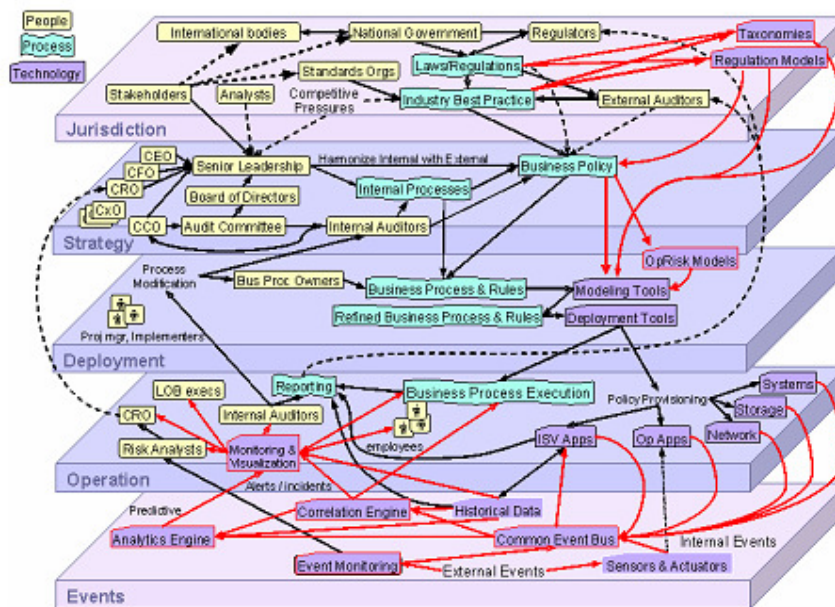 People
Process
Technology
International bodies
National Government
Regulators
Taxonomies
Laws/Regulations
Regulation Models
Standards Orgs
Stakeholders
Analysts
Competitive
Pressures
Industry Best Practice
External Auditors
Jurisdiction
CEO
CFO
CRO
CxO
CCO
Senior Leadership
Harmonize Internal with External
Business Policy
Internal Processes
Board of Directors
Audit Committee
Internal Auditors
Strategy
OpRisk Models
Process
Modification
Bus Proc Owners
Business Process & Rules
Modeling Tools
Refined Business Process & Rules
Deployment Tools
Proj mgr, Implementers
Deployment
LOB execs
Reporting
Business Process Execution
Systems
Policy Provisioning
Storage
CRO
Internal Auditors
Network
employees
ISV Apps
Op Apps
Risk Analysts
Monitoring &
Visualization
Operation
Alerts / incidents
Predictive
Correlation Engine
Historical Data
Analytics Engine
Common Event Bus
Internal Events
Event Monitoring
External Events
Sensors & Actuators
Events